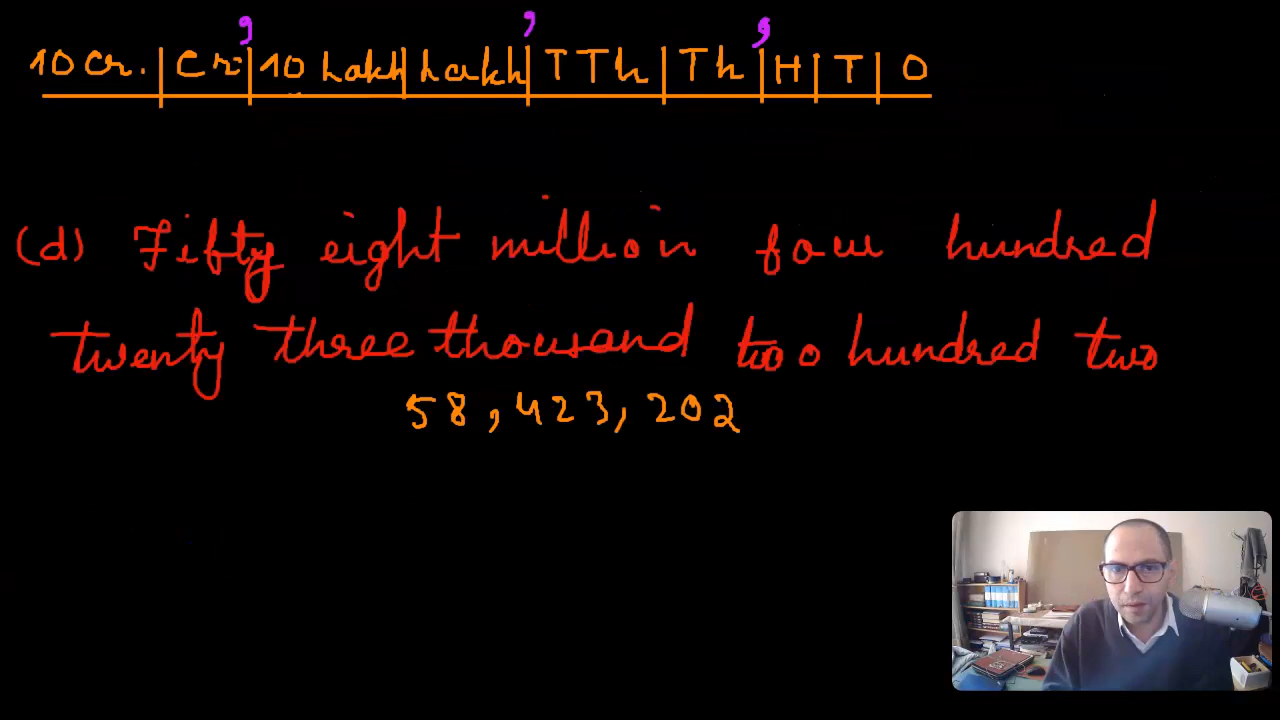 , , ,
10 Cr. | Cr. | 10 Lakh | Lakh | T Th | Th | H | T | O
(d) Fifty eight million four hundred
twenty three thousand two hundred two
58,423,202